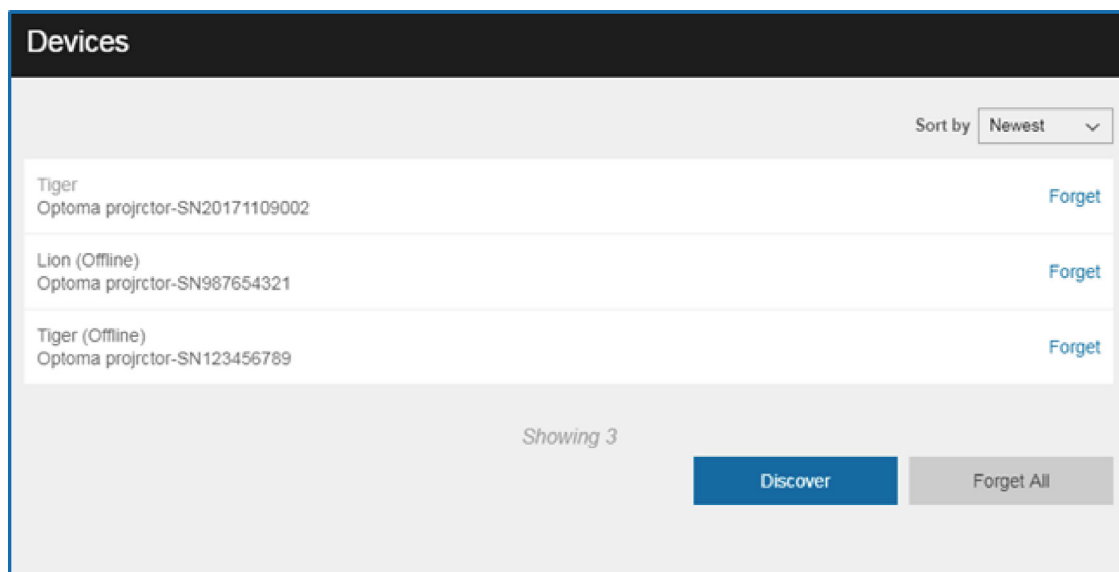 Devices
Sort by Newest
Tiger
Optoma projrctor-SN20171109002
Forget
Lion (Offline)
Optoma projrctor-SN987654321
Forget
Tiger (Offline)
Optoma projrctor-SN123456789
Forget
Showing 3
Discover
Forget All